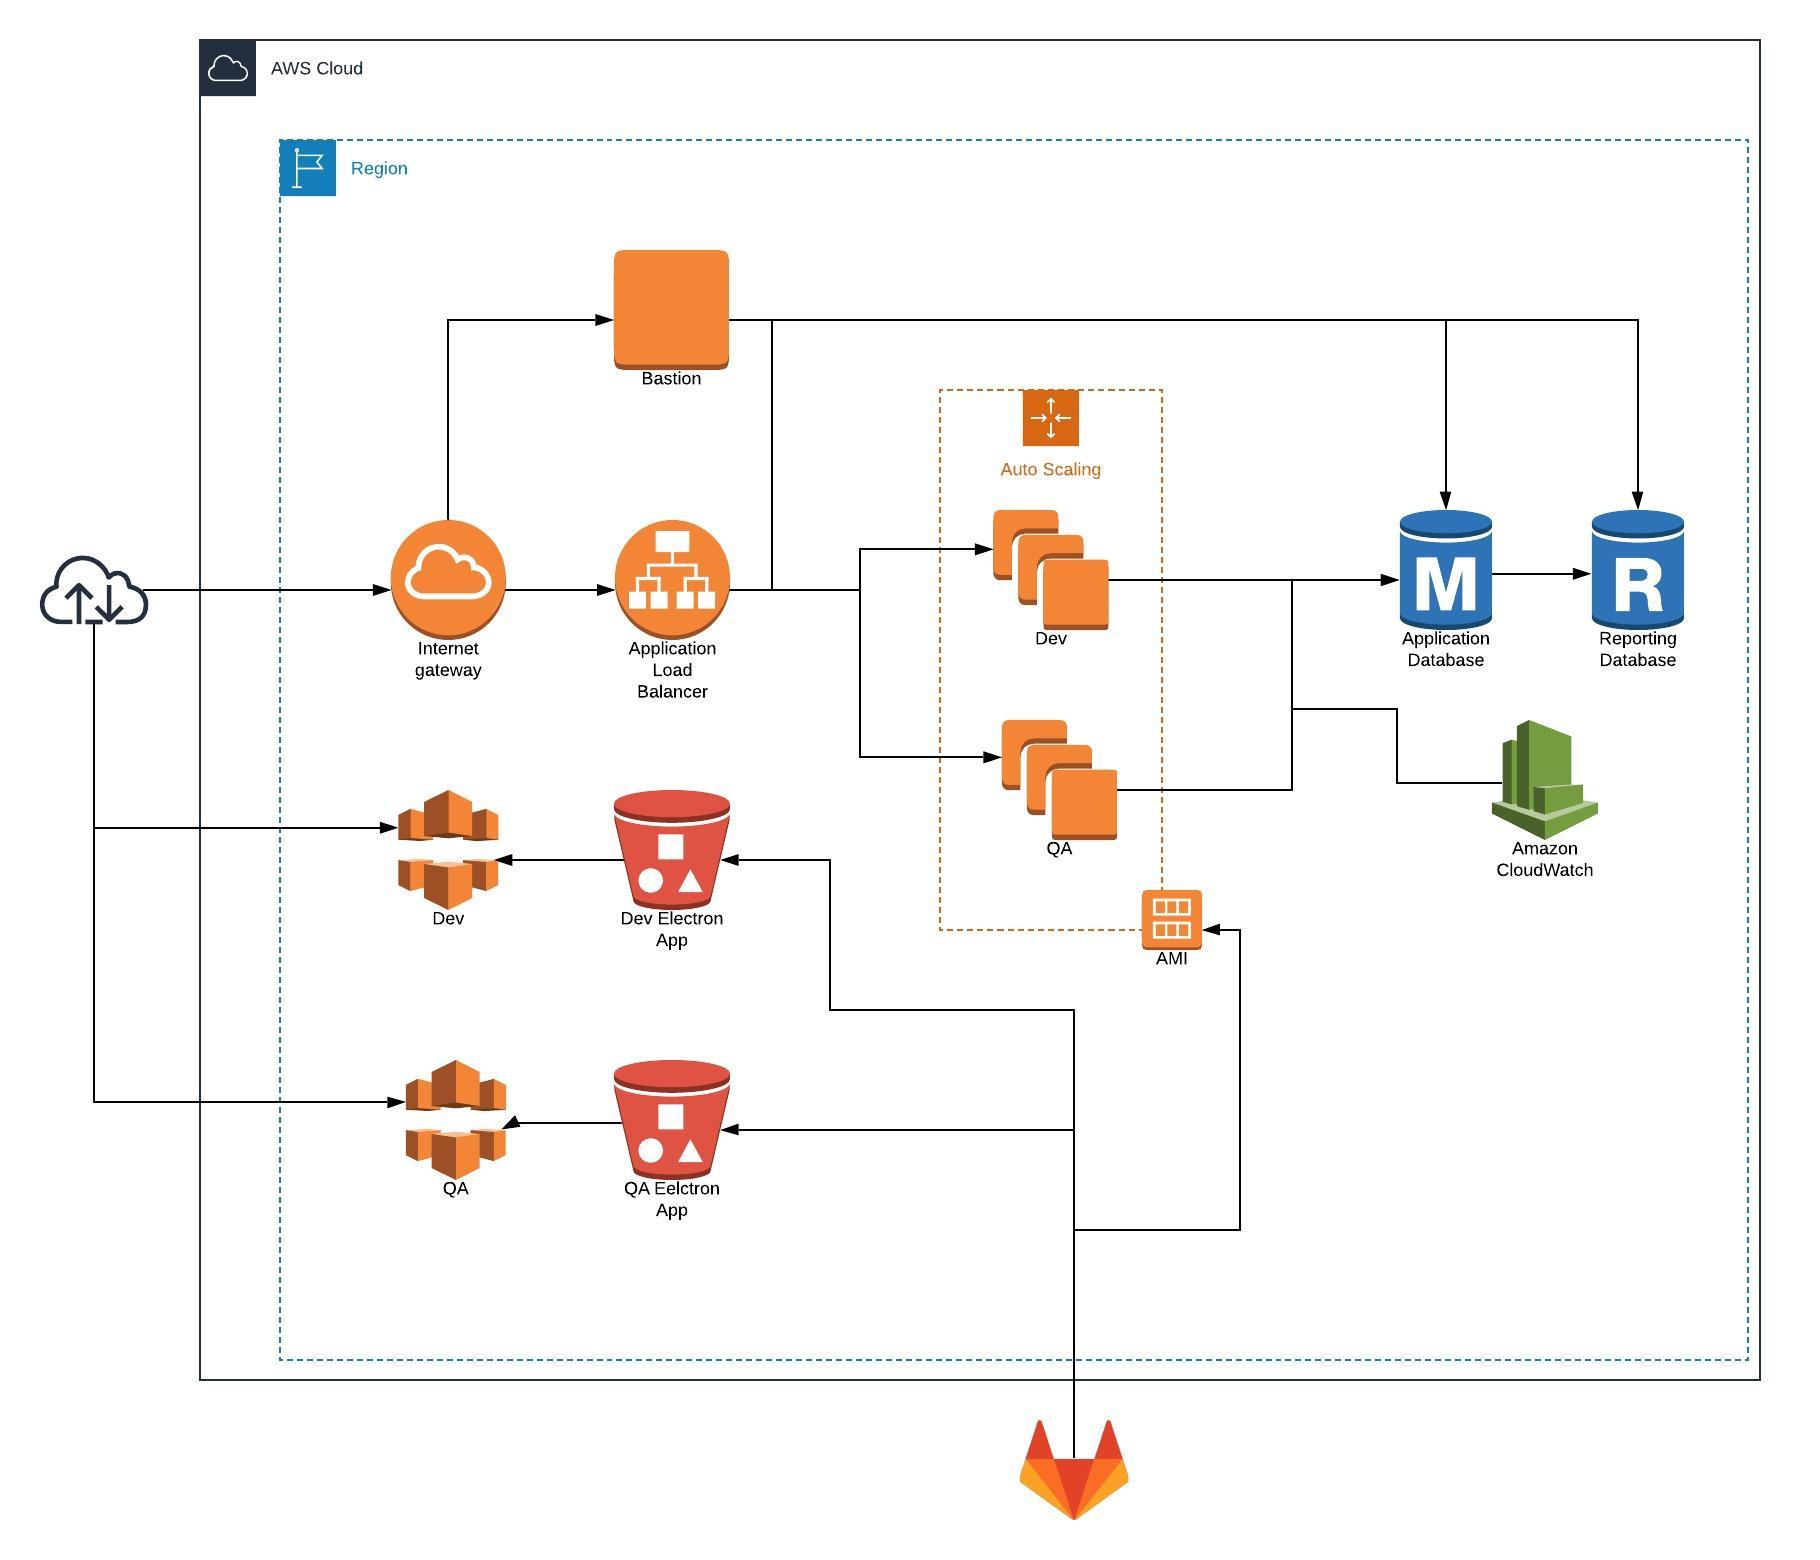 AWS Cloud
Region
Bastion
Auto Scaling
Internet
gateway
Application
Load
Balancer
Dev
M
Application
Database
R
Reporting
Database
QA
Amazon
CloudWatch
Dev
Dev Electron
App
AMI
QA
QA Eelctron
App